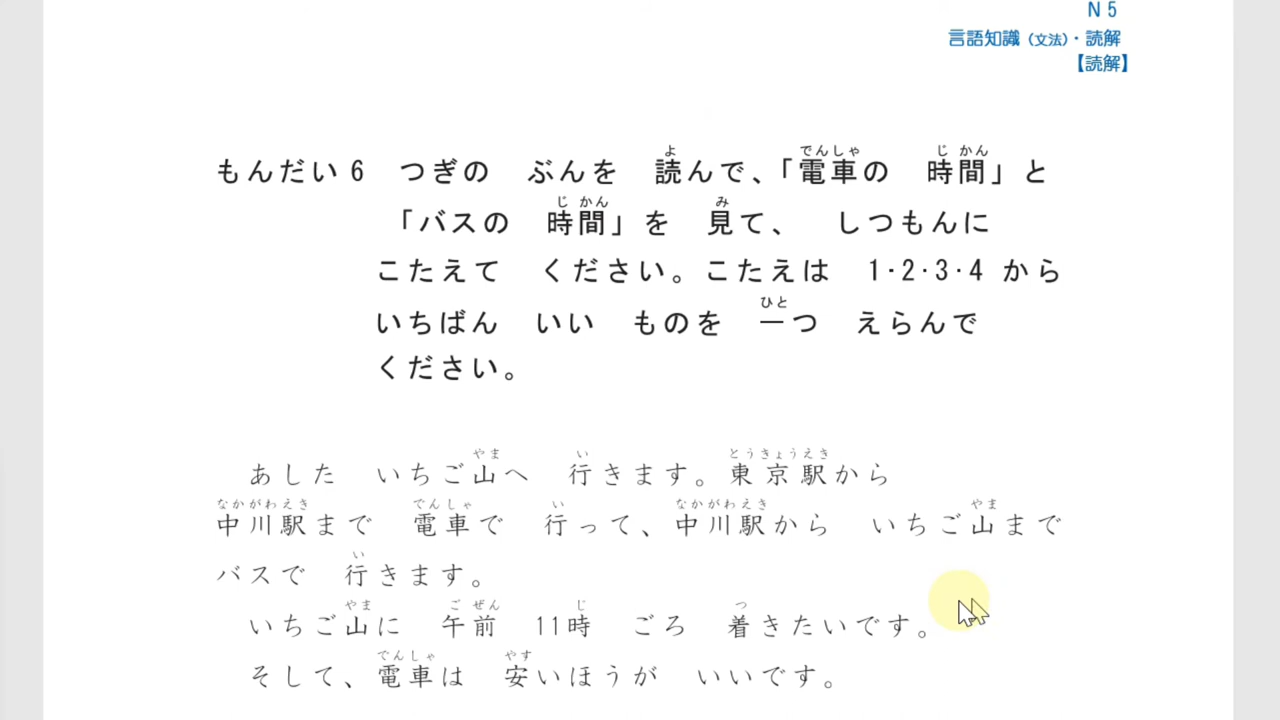 N5
言語知識(文法)・読解
【読解】
もんだい6 つぎの ぶんを 読んで、「電車の 時間」と
「バスの 時間」を 見て、 しつもんに
こたえて ください。こたえは 1・2・3・4 から
いちばん いい ものを 一つ えらんで
ください。
あした いちご山へ 行きます。東京駅から
中川駅まで 電車で 行って、中川駅から いちご山まで
バスで 行きます。
いちご山に 午前 11時 ごろ 着きたいです。
そして、電車は 安いほうが いいです。